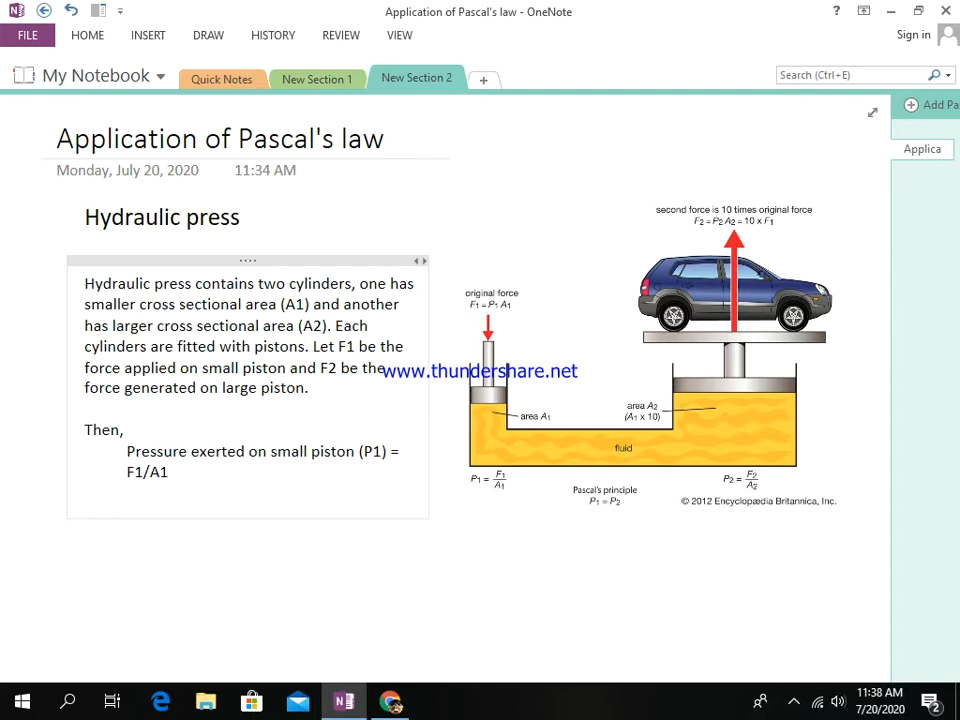 Application of Pascal's law - OneNote
?
FILE
HOME
INSERT
DRAW
HISTORY
REVIEW
VIEW
Sign in
My Notebook
Quick Notes
New Section 1
New Section 2
+
Search (Ctrl+E)
Add Pa
Applica
Application of Pascal's law
Monday, July 20, 2020 11:34 AM
Hydraulic press
Hydraulic press contains two cylinders, one has
smaller cross sectional area (A1) and another
has larger cross sectional area (A2). Each
cylinders are fitted with pistons. Let F1 be the
force applied on small piston and F2 be the
force generated on large piston.
Then,
Pressure exerted on small piston (P1) =
F1/A1
www.thundershare.net
second force is 10 times original force
F2 = P2 A2 = 10 x F1
original force
F1 = P1 A1
area A1
area A2
(A1 x 10)
fluid
P1 = F1/A1
P2 = F2/A2
Pascal's principle
P1 = P2
© 2012 Encyclopædia Britannica, Inc.
11:38 AM
7/20/2020
2